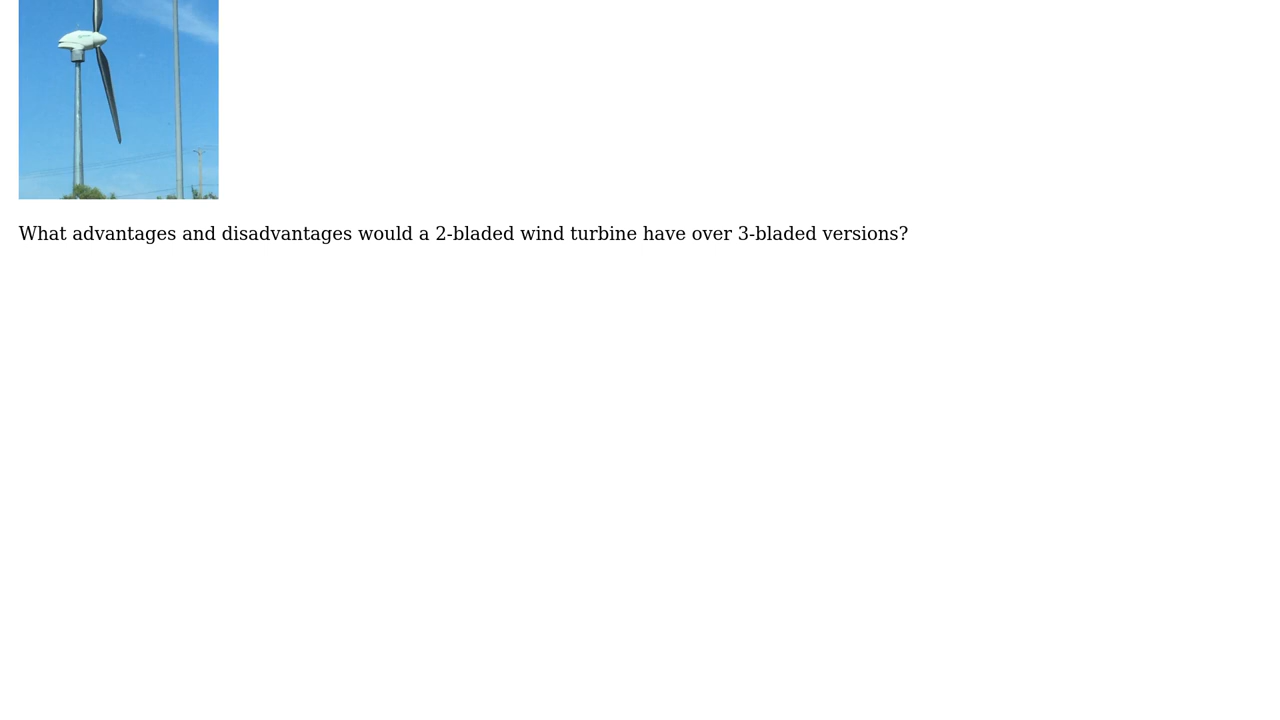 What advantages and disadvantages would a 2-bladed wind turbine have over 3-bladed versions?